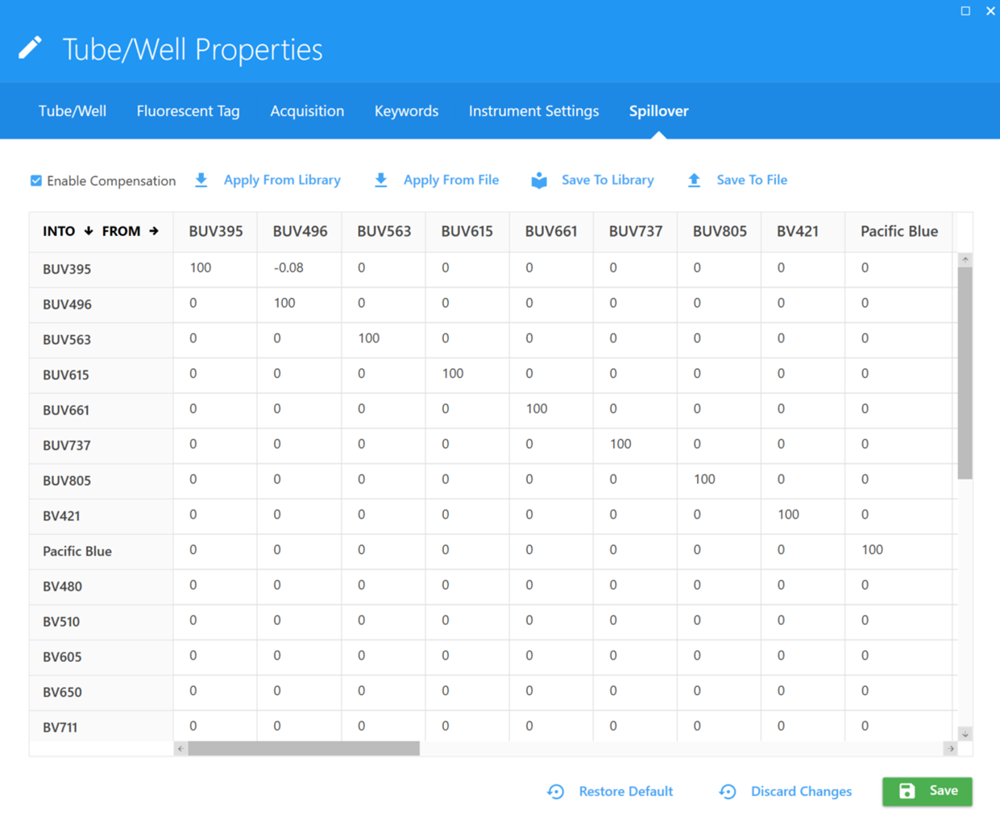 Tube/Well Properties
Tube/Well Fluorescent Tag Acquisition Keywords Instrument Settings Spillover
Enable Compensation Apply From Library Apply From File Save To Library Save To File
INTO ↓ FROM → BUV395 BUV496 BUV563 BUV615 BUV661 BUV737 BUV805 BV421 Pacific Blue
BUV395 100 -0.08 0 0 0 0 0 0 0
BUV496 0 100 0 0 0 0 0 0 0
BUV563 0 0 100 0 0 0 0 0 0
BUV615 0 0 0 100 0 0 0 0 0
BUV661 0 0 0 0 100 0 0 0 0
BUV737 0 0 0 0 0 100 0 0 0
BUV805 0 0 0 0 0 0 100 0 0
BV421 0 0 0 0 0 0 0 100 0
Pacific Blue 0 0 0 0 0 0 0 0 100
BV480 0 0 0 0 0 0 0 0 0
BV510 0 0 0 0 0 0 0 0 0
BV605 0 0 0 0 0 0 0 0 0
BV650 0 0 0 0 0 0 0 0 0
BV711 0 0 0 0 0 0 0 0 0
Restore Default Discard Changes Save